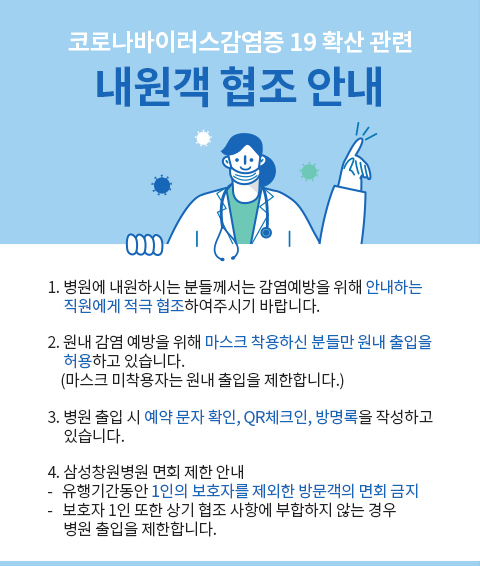 코로나바이러스감염증 19 확산 관련
내원객 협조 안내
1. 병원에 내원하시는 분들께서는 감염예방을 위해 안내하는
직원에게 적극 협조하여주시기 바랍니다.
2. 원내 감염 예방을 위해 마스크 착용하신 분들만 원내 출입을
허용하고 있습니다.
(마스크 미착용자는 원내 출입을 제한합니다.)
3. 병원 출입 시 예약 문자 확인, QR체크인, 방명록을 작성하고
있습니다.
4. 삼성창원병원 면회 제한 안내
- 유행기간동안 1인의 보호자를 제외한 방문객의 면회 금지
- 보호자 1인 또한 상기 협조 사항에 부합하지 않는 경우
병원 출입을 제한합니다.